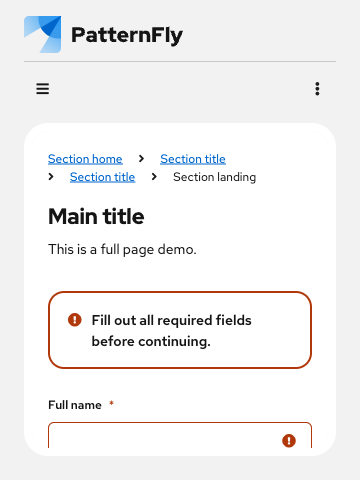 PatternFly
Section home Section title
Section title Section landing
Main title
This is a full page demo.
Fill out all required fields
before continuing.
Full name *